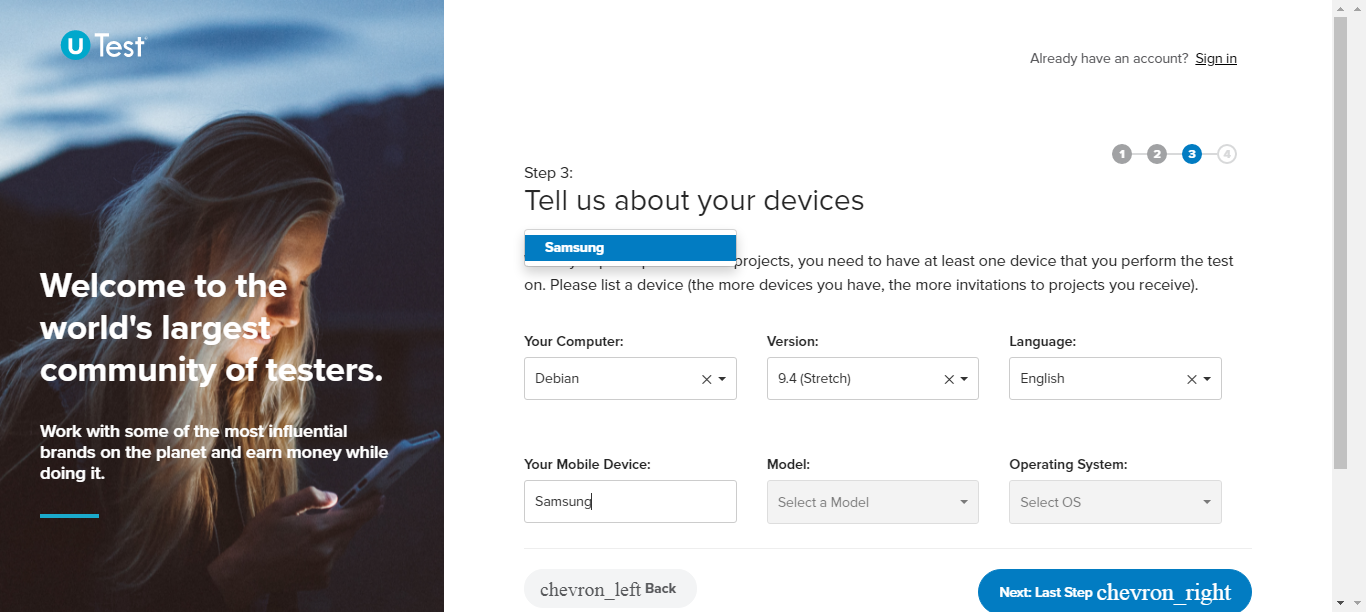 U Test
Welcome to the
world's largest
community of testers.
Work with some of the most influential
brands on the planet and earn money while
doing it.
Already have an account? Sign in
1 2 3 4
Step 3:
Tell us about your devices
Samsung
projects, you need to have at least one device that you perform the test
on. Please list a device (the more devices you have, the more invitations to projects you receive).
Your Computer: Version: Language:
Debian 9.4 (Stretch) English
Your Mobile Device: Model: Operating System:
Samsung Select a Model Select OS
chevron_left Back Next: Last Step chevron_right